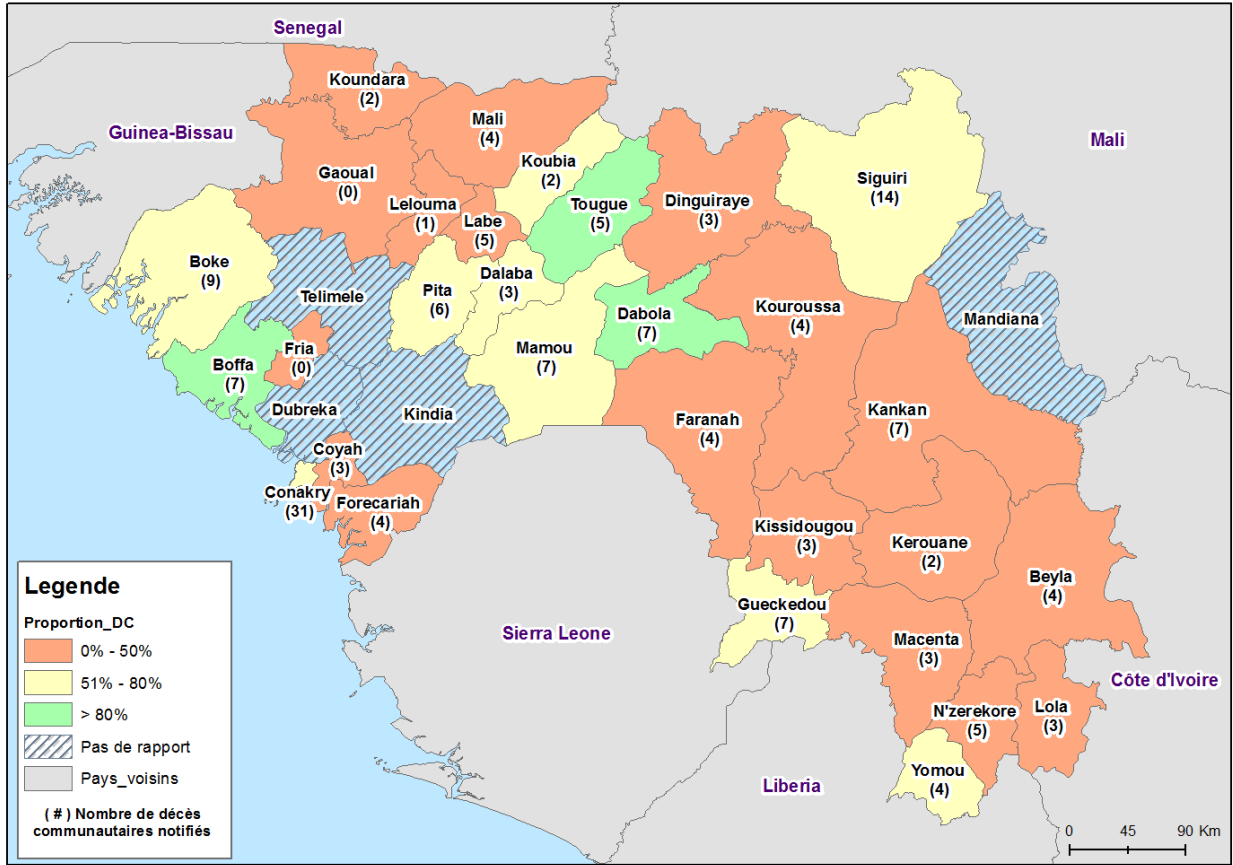 Senegal
Koundara
(2)
Mali
(4)
Guinea-Bissau
Mali
Koubia
(2)
Gaoual
(0)
Siguiri
(14)
Lelouma
(1)
Tougue
(5)
Dinguiraye
(3)
Labe
(5)
Boke
(9)
Dalaba
(3)
Telimele
Pita
(6)
Kouroussa
(4)
Dabola
(7)
Mandiana
Fria
(0)
Mamou
(7)
Boffa
(7)
Dubreka
Kindia
Kankan
(7)
Faranah
(4)
Coyah
(3)
Conakry
(31)
Forecariah
(4)
Kissidougou
(3)
Kerouane
(2)
Beyla
(4)
Gueckedou
(7)
Sierra Leone
Macenta
(3)
Côte d'Ivoire
N'zerekore
(5)
Lola
(3)
Yomou
(4)
Liberia
Legende
Proportion_DC
0% - 50%
51% - 80%
> 80%
Pas de rapport
Pays_voisins
( # ) Nombre de décès
communautaires notifiés
0 45 90 Km